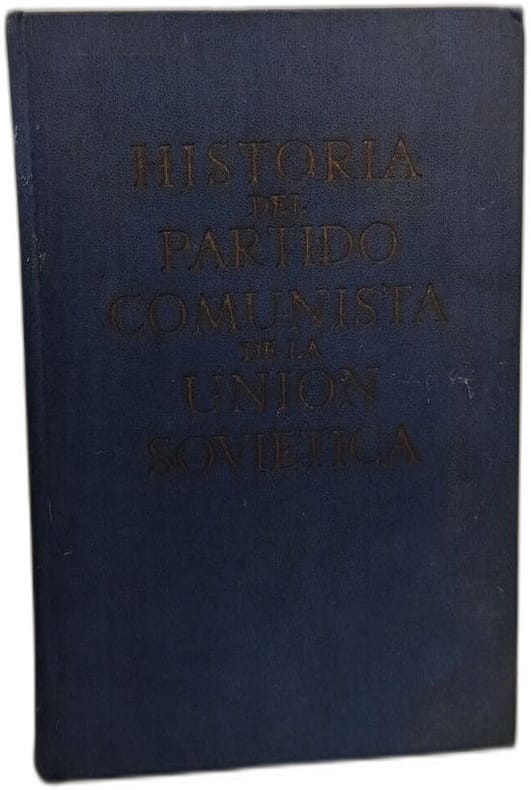 HISTORIA
DEL
PARTIDO
COMUNISTA
DE LA
UNION
SOVIETICA